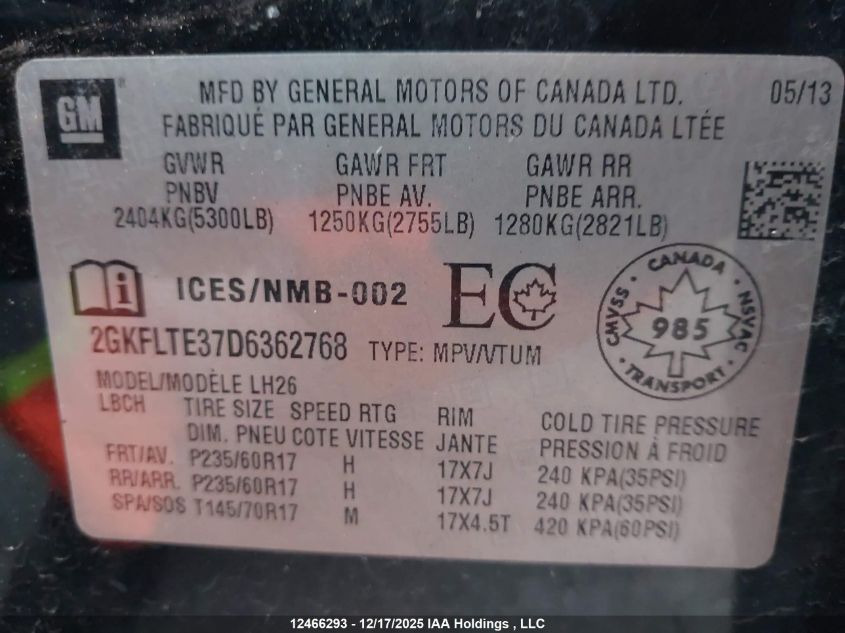 GM
MFD BY GENERAL MOTORS OF CANADA LTD. 05/13
FABRIQUÉ PAR GENERAL MOTORS DU CANADA LTÉE
GVWR GAWR FRT GAWR RR
PNBV PNBE AV. PNBE ARR.
2404KG(5300LB) 1250KG(2755LB) 1280KG(2821LB)
i ICES/NMB-002 EC
CANADA
CMVSS 985 NSVAC
TRANSPORT
2GKFLTE37D6362768 TYPE: MPV/VTUM
MODEL/MODÈLE LH26
LBCH TIRE SIZE SPEED RTG RIM COLD TIRE PRESSURE
DIM. PNEU COTE VITESSE JANTE PRESSION À FROID
FRT/AV. P235/60R17 H 17X7J 240 KPA(35PSI)
RR/ARR. P235/60R17 H 17X7J 240 KPA(35PSI)
SPA/SOS T145/70R17 M 17X4.5T 420 KPA(60PSI)
12466293 - 12/17/2025 IAA Holdings , LLC